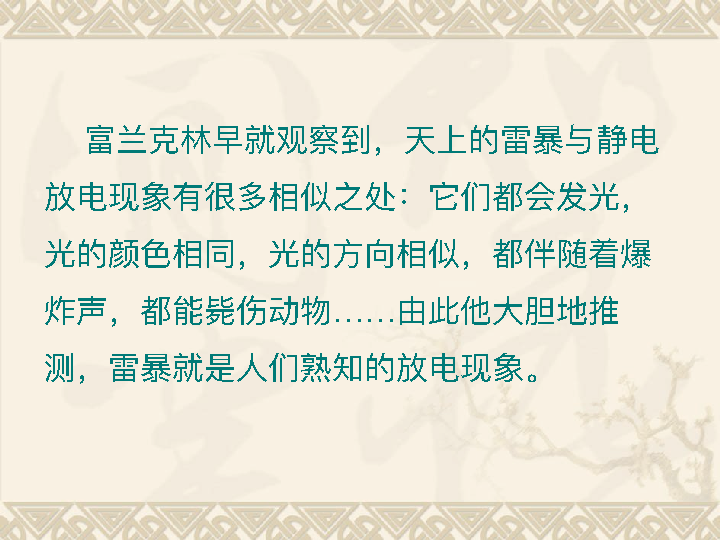 富兰克林早就观察到，天上的雷暴与静电
放电现象有很多相似之处：它们都会发光，
光的颜色相同，光的方向相似，都伴随着爆
炸声，都能毙伤动物……由此他大胆地推
测，雷暴就是人们熟知的放电现象。